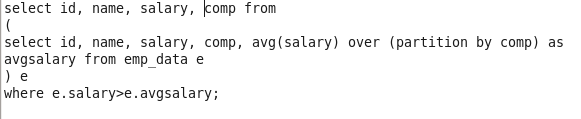 select id, name, salary, comp from
(
select id, name, salary, comp, avg(salary) over (partition by comp) as
avgsalary from emp_data e
) e
where e.salary>e.avgsalary;